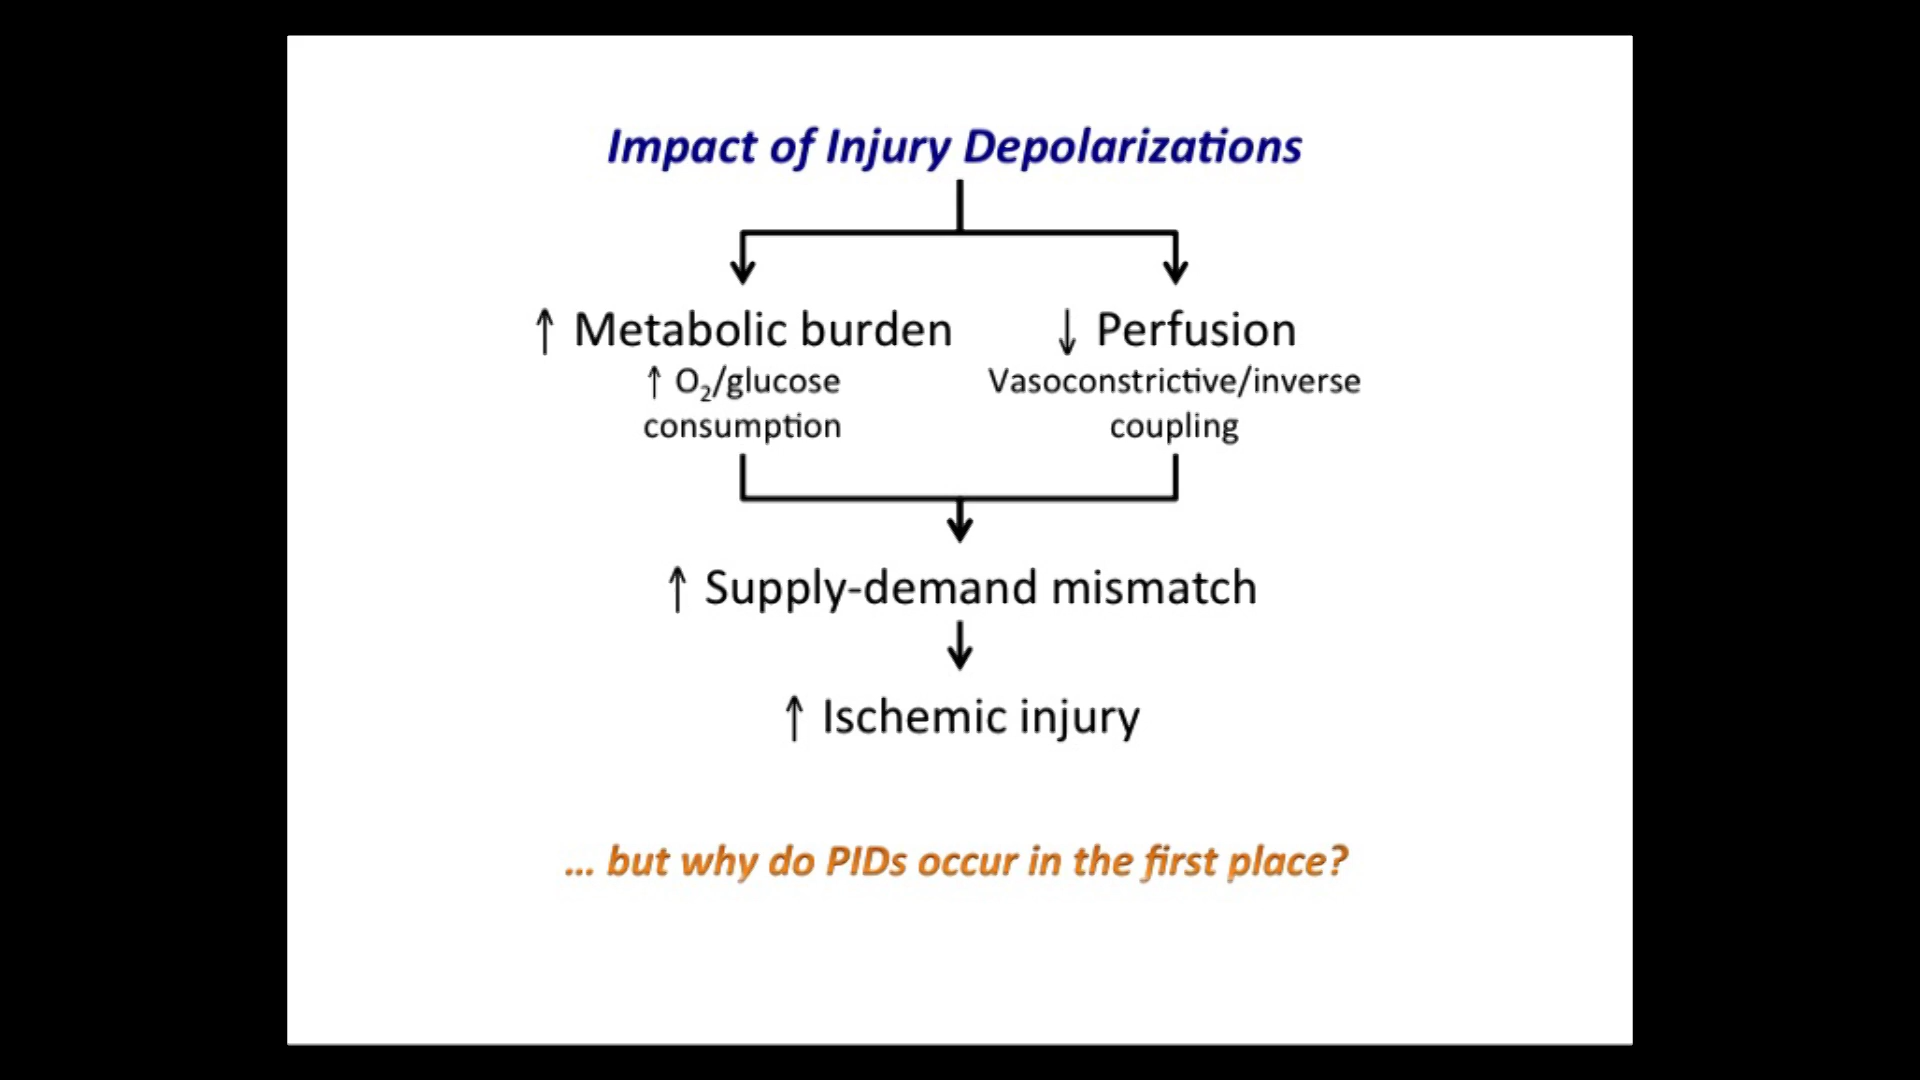 Impact of Injury Depolarizations
↑ Metabolic burden
↑ O₂/glucose
consumption
↓ Perfusion
Vasoconstrictive/inverse
coupling
↑ Supply-demand mismatch
↑ Ischemic injury
... but why do PIDs occur in the first place?